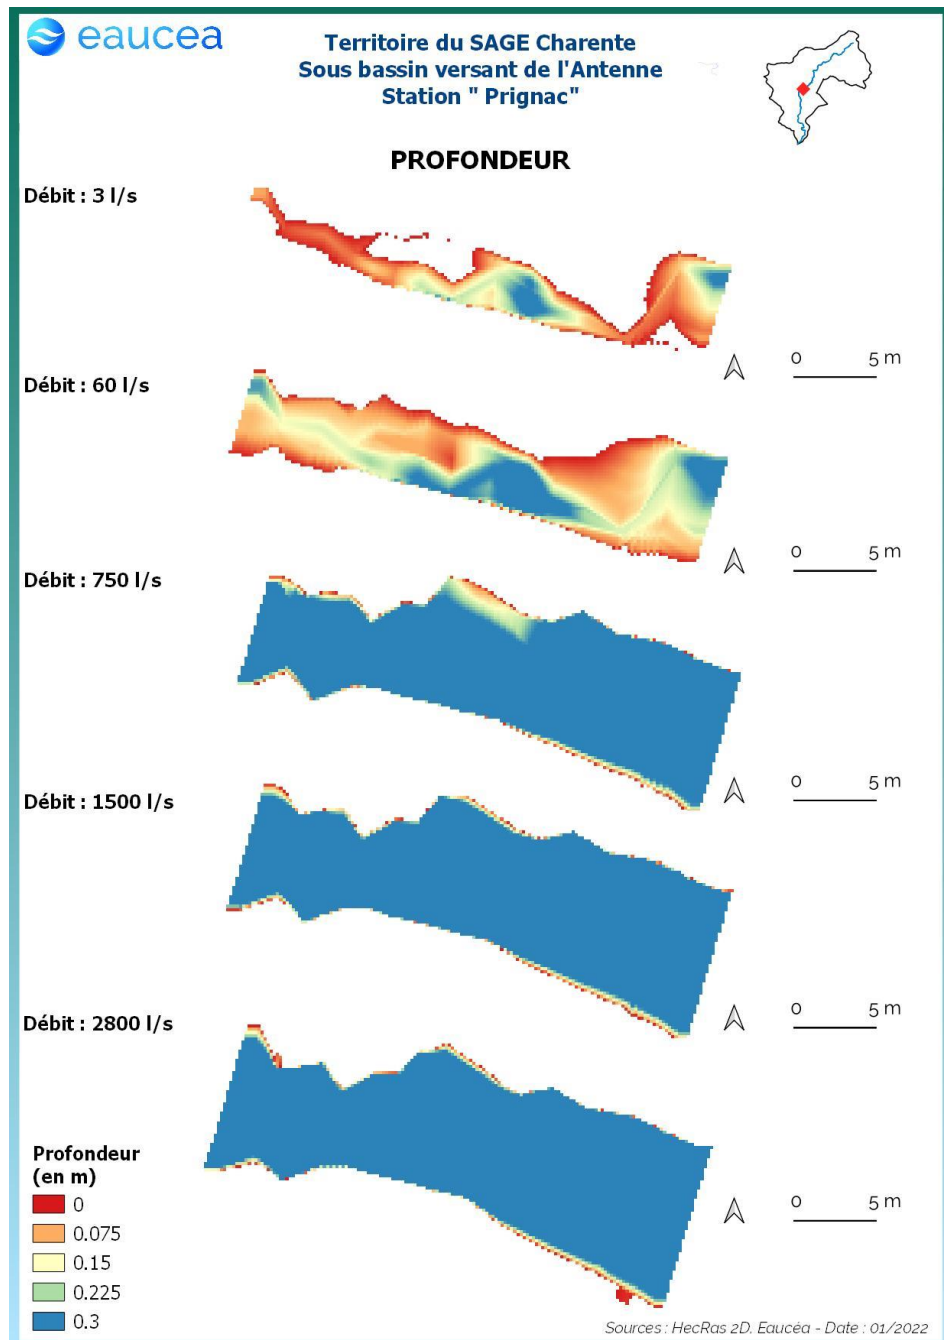 eaucea
Territoire du SAGE Charente
Sous bassin versant de l'Antenne
Station " Prignac"
PROFONDEUR
Débit : 3 l/s
0 5 m
Débit : 60 l/s
0 5 m
Débit : 750 l/s
0 5 m
Débit : 1500 l/s
0 5 m
Débit : 2800 l/s
0 5 m
Profondeur
(en m)
0
0.075
0.15
0.225
0.3
Sources : HecRas 2D. Eaucéa - Date : 01/2022